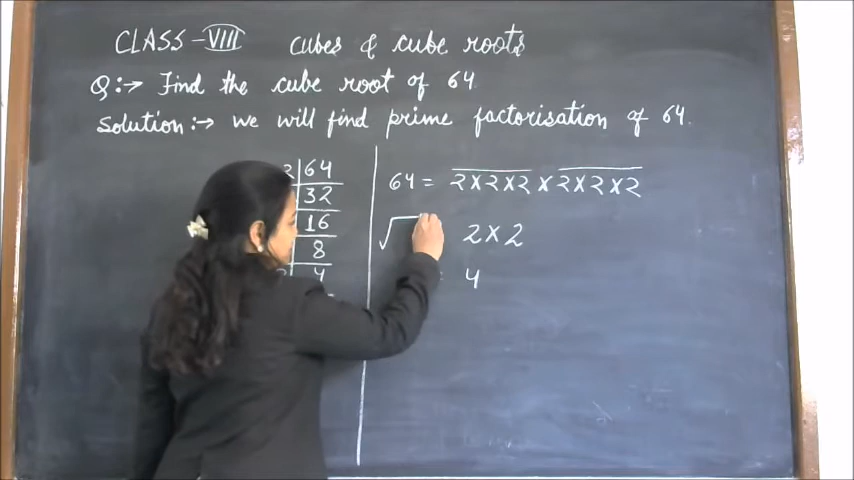 CLASS - VIII cubes & cube roots
Q:→ Find the cube root of 64
Solution:→ we will find prime factorisation of 64.
2|64
32
16
8
4
64 = 2×2×2×2×2×2
√ 2×2
= 4